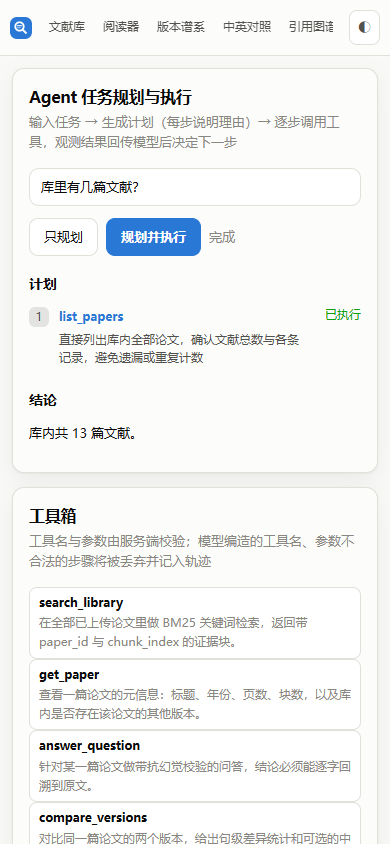 文献库 阅读器 版本谱系 中英对照 引用图谱
Agent 任务规划与执行
输入任务 → 生成计划（每步说明理由）→ 逐步调用工
具，观测结果回传模型后决定下一步
库里有几篇文献?
只规划 规划并执行 完成
计划
1 list_papers 已执行
直接列出库内全部论文，确认文献总数与各条
记录，避免遗漏或重复计数
结论
库内共 13 篇文献。
工具箱
工具名与参数由服务端校验；模型编造的工具名、参数不
合法的步骤将被丢弃并记入轨迹
search_library
在全部已上传论文里做 BM25 关键词检索，返回带
paper_id 与 chunk_index 的证据块。
get_paper
查看一篇论文的元信息：标题、年份、页数、块数，以及库
内是否存在该论文的其他版本。
answer_question
针对某一篇论文做带抗幻觉校验的问答，结论必须能逐字回
溯到原文。
compare_versions
对比同一篇论文的两个版本，给出句级差异统计和可选的中